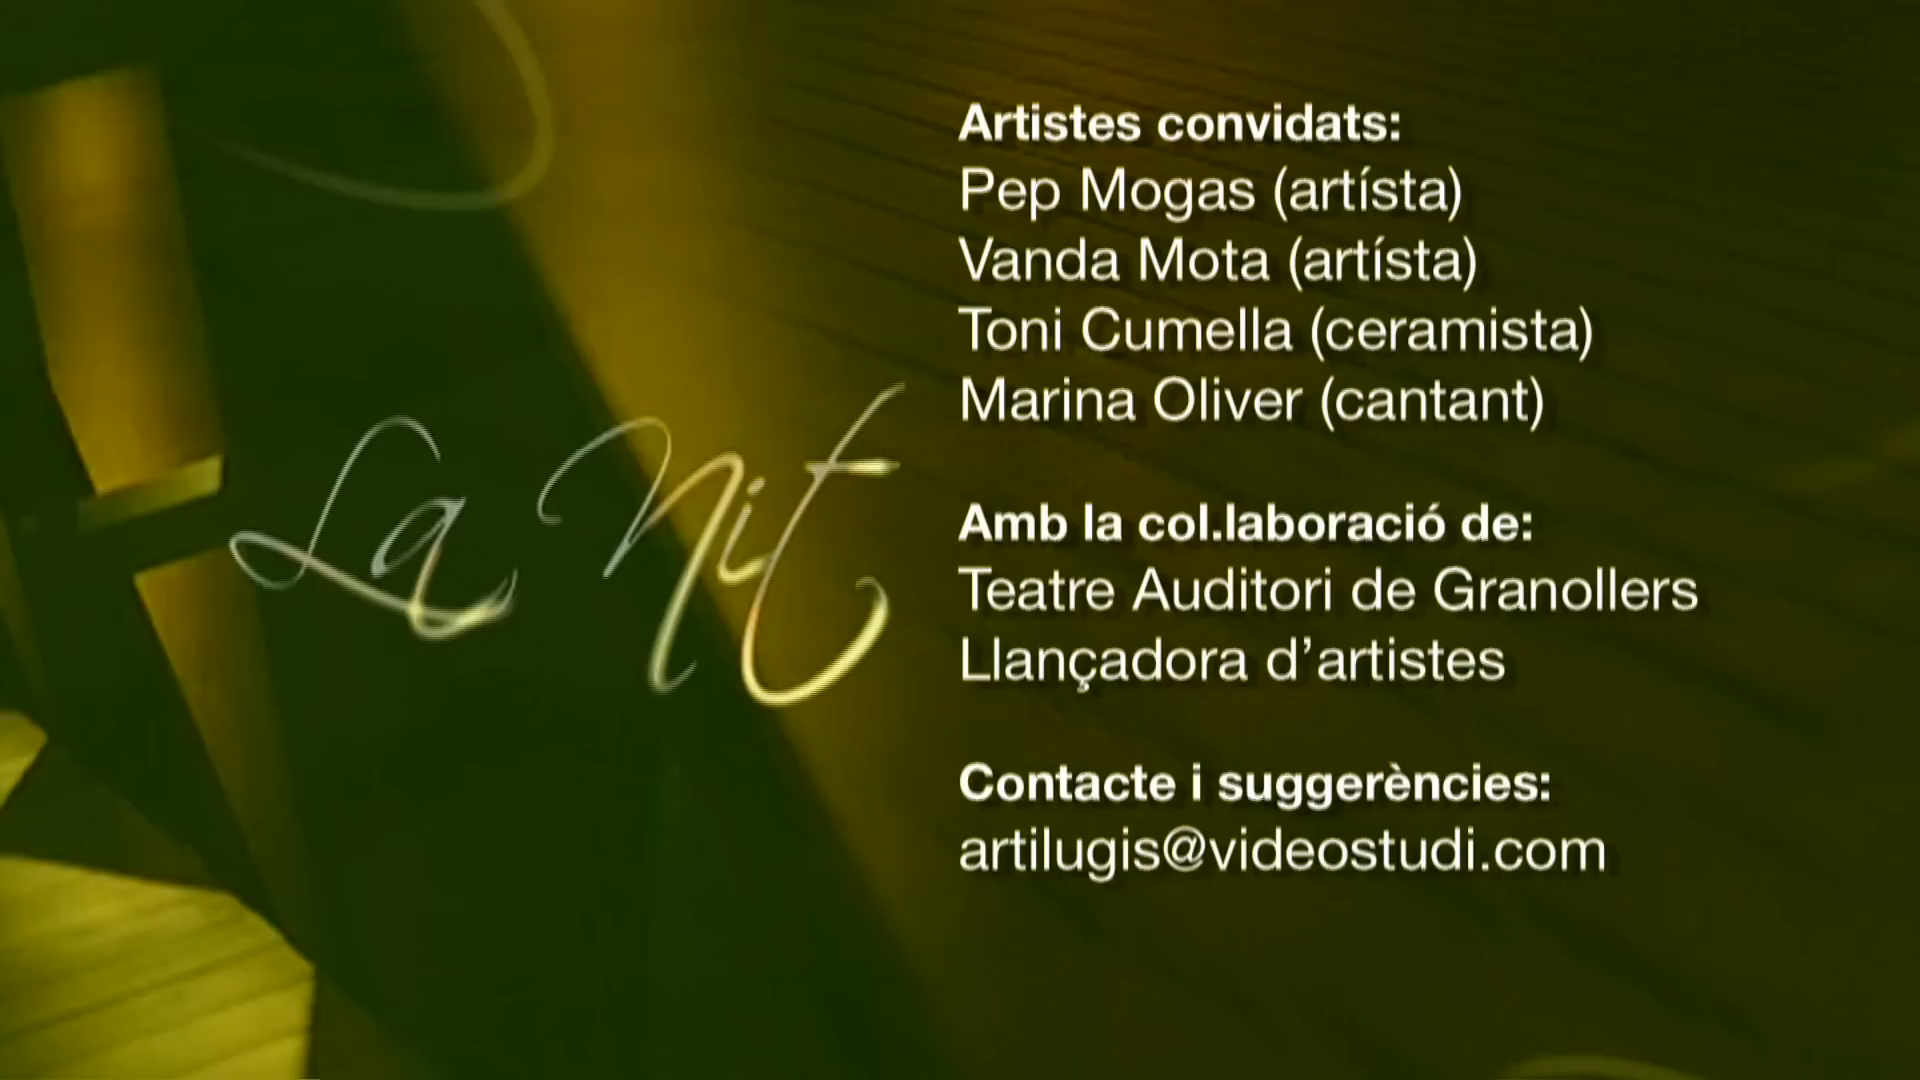 La Nit
Artistes convidats:
Pep Mogas (artísta)
Vanda Mota (artísta)
Toni Cumella (ceramista)
Marina Oliver (cantant)
Amb la col.laboració de:
Teatre Auditori de Granollers
Llançadora d’artistes
Contacte i suggerències:
artilugis@videostudi.com